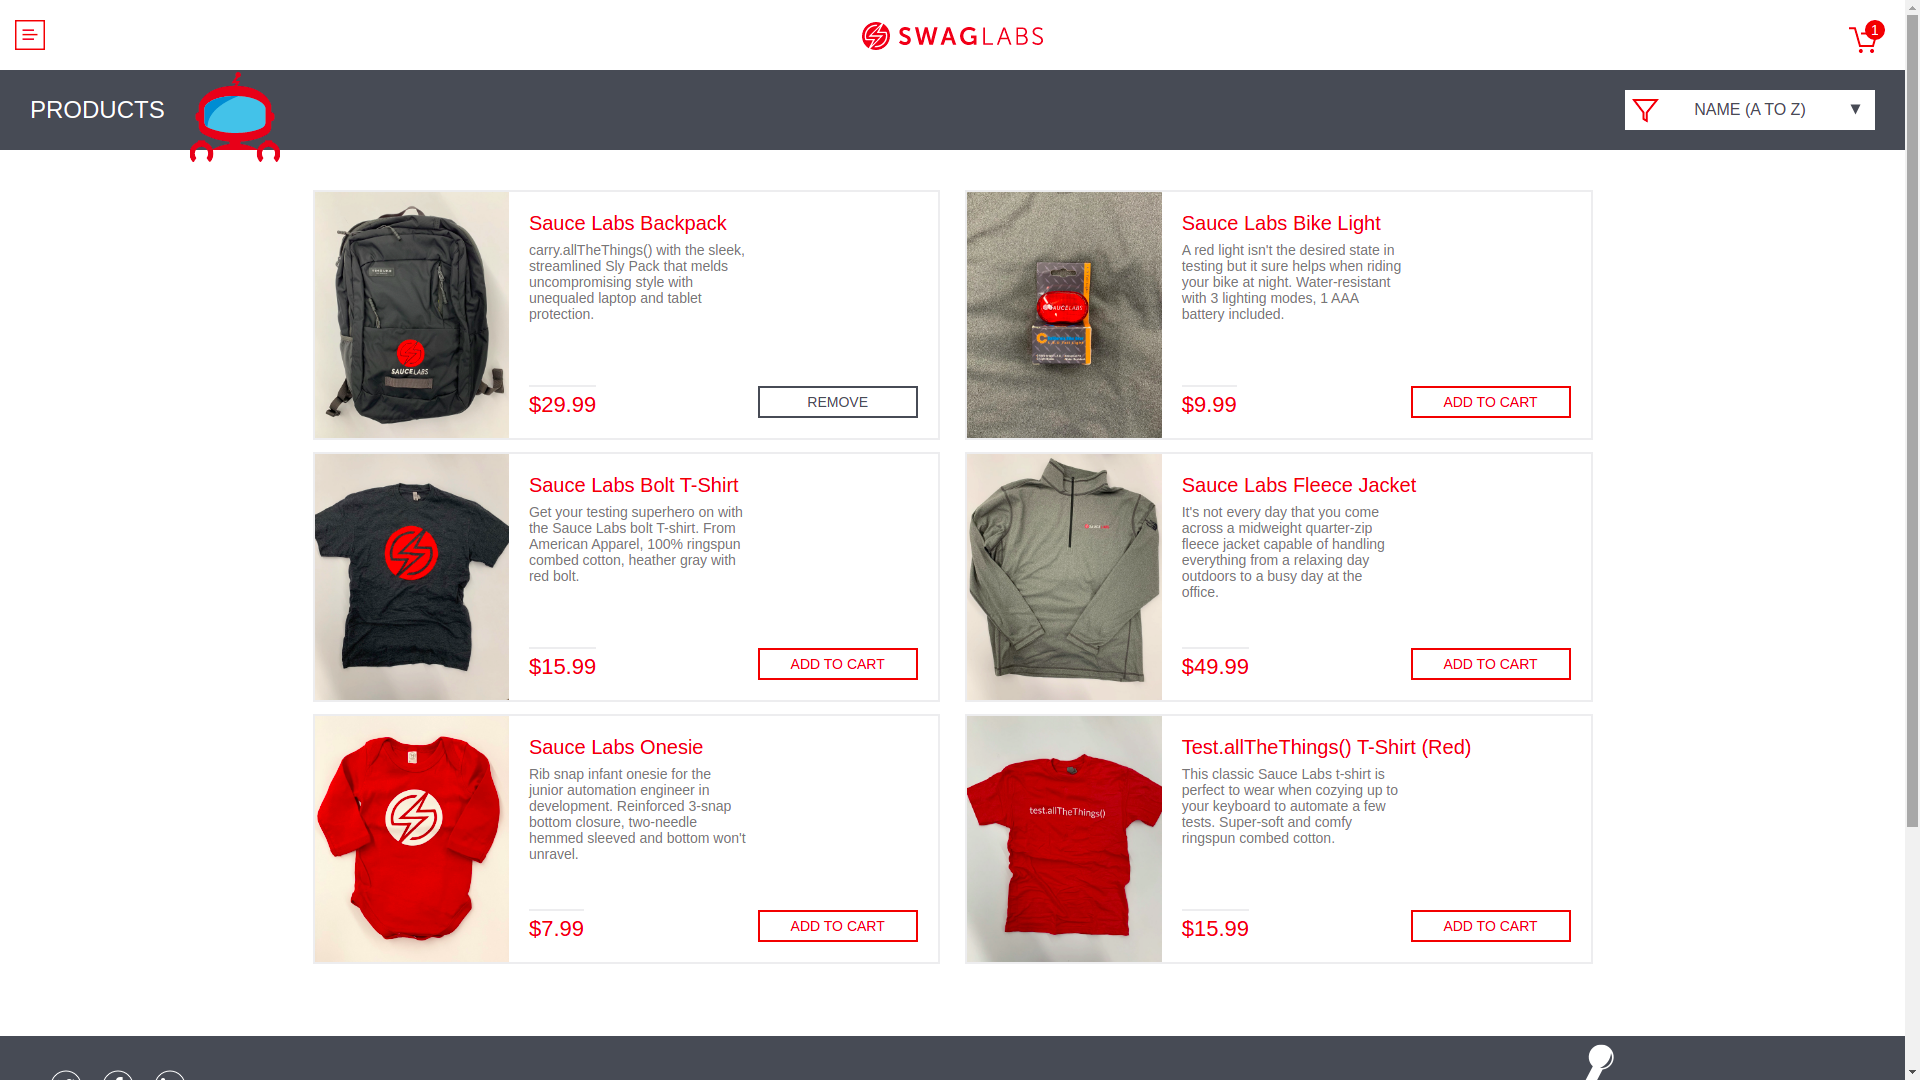 SWAGLABS
1
PRODUCTS
NAME (A TO Z)
Sauce Labs Backpack
carry.allTheThings() with the sleek,
streamlined Sly Pack that melds
uncompromising style with
unequaled laptop and tablet
protection.
$29.99
REMOVE
SAUCELABS
Sauce Labs Bike Light
A red light isn't the desired state in
testing but it sure helps when riding
your bike at night. Water-resistant
with 3 lighting modes, 1 AAA
battery included.
$9.99
ADD TO CART
SAUCELABS
Sauce Labs Bolt T-Shirt
Get your testing superhero on with
the Sauce Labs bolt T-shirt. From
American Apparel, 100% ringspun
combed cotton, heather gray with
red bolt.
$15.99
ADD TO CART
Sauce Labs Fleece Jacket
It's not every day that you come
across a midweight quarter-zip
fleece jacket capable of handling
everything from a relaxing day
outdoors to a busy day at the
office.
$49.99
ADD TO CART
Sauce Labs Onesie
Rib snap infant onesie for the
junior automation engineer in
development. Reinforced 3-snap
bottom closure, two-needle
hemmed sleeved and bottom won't
unravel.
$7.99
ADD TO CART
test.allTheThings()
Test.allTheThings() T-Shirt (Red)
This classic Sauce Labs t-shirt is
perfect to wear when cozying up to
your keyboard to automate a few
tests. Super-soft and comfy
ringspun combed cotton.
$15.99
ADD TO CART